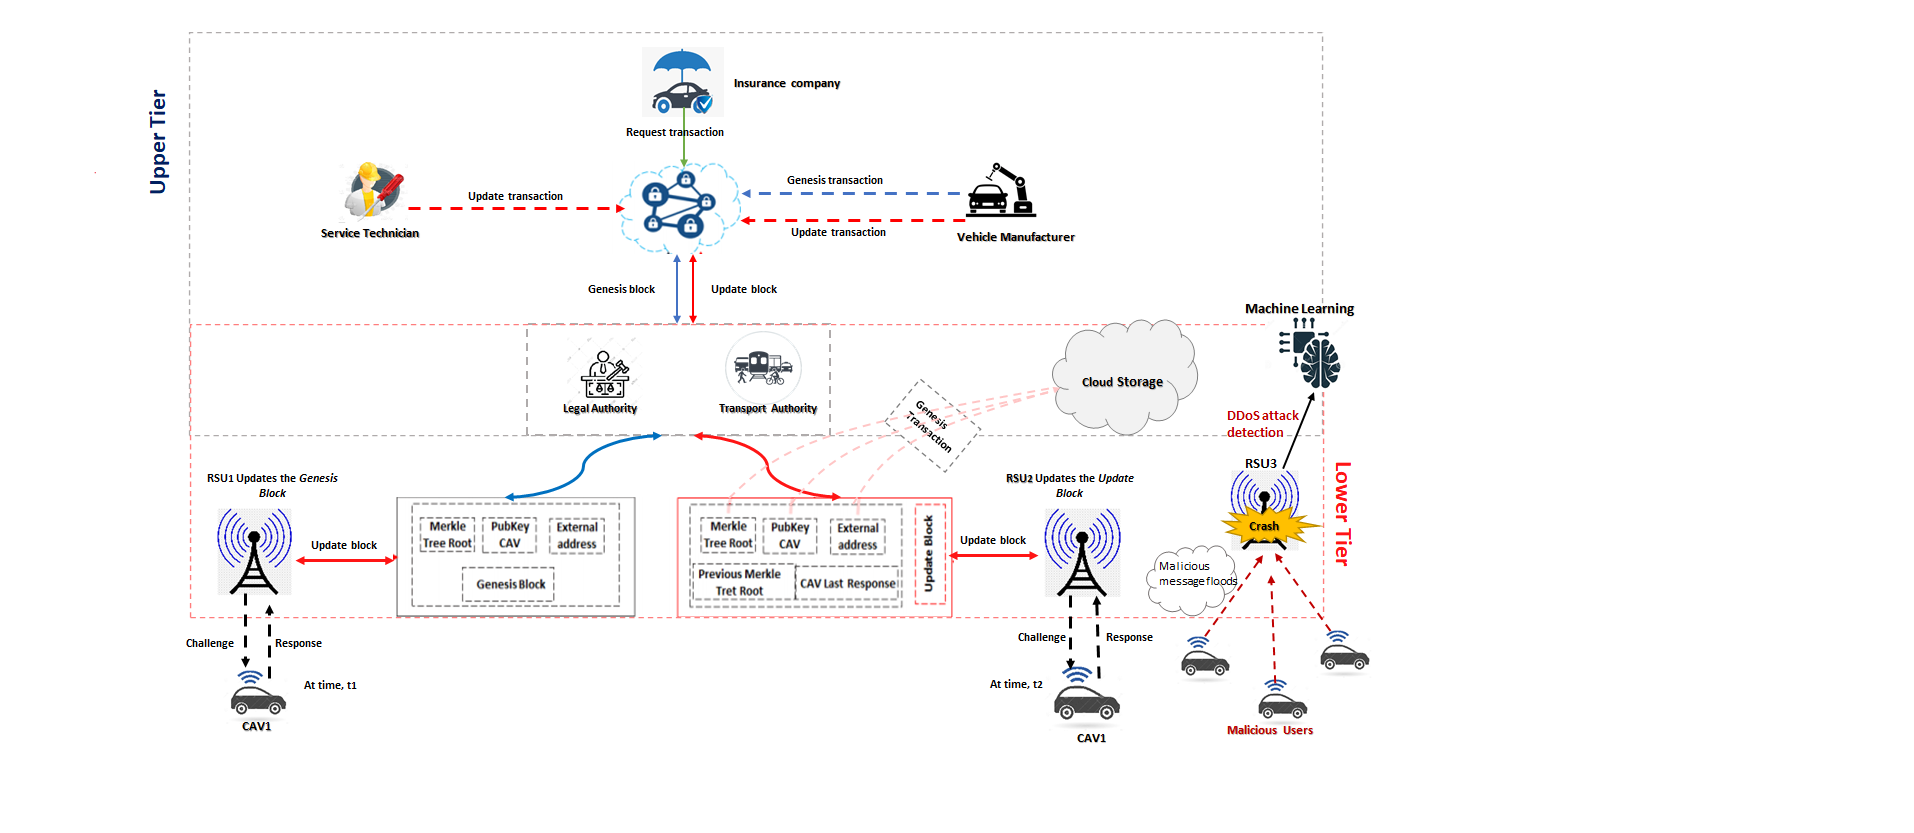 Upper Tier
Insurance company
Request transaction
Genesis transaction
Update transaction
Service Technician
Update transaction
Vehicle Manufacturer
Genesis block
Update block
Machine Learning
Legal Authority
Transport Authority
Cloud Storage
Genesis
Transaction
DDoS attack
detection
RSU1 Updates the Genesis
Block
RSU2 Updates the Update
Block
RSU3
Lower Tier
Crash
Merkle
Tree Root
PubKey
CAV
External
address
Genesis Block
Update block
Merkle
Tree Root
PubKey
CAV
External
address
Previous Merkle
Tret Root
CAV Last Response
Update Block
Update block
Malicious
message floods
Challenge
Response
At time, t1
CAV1
Challenge
Response
At time, t2
CAV1
Malicious Users